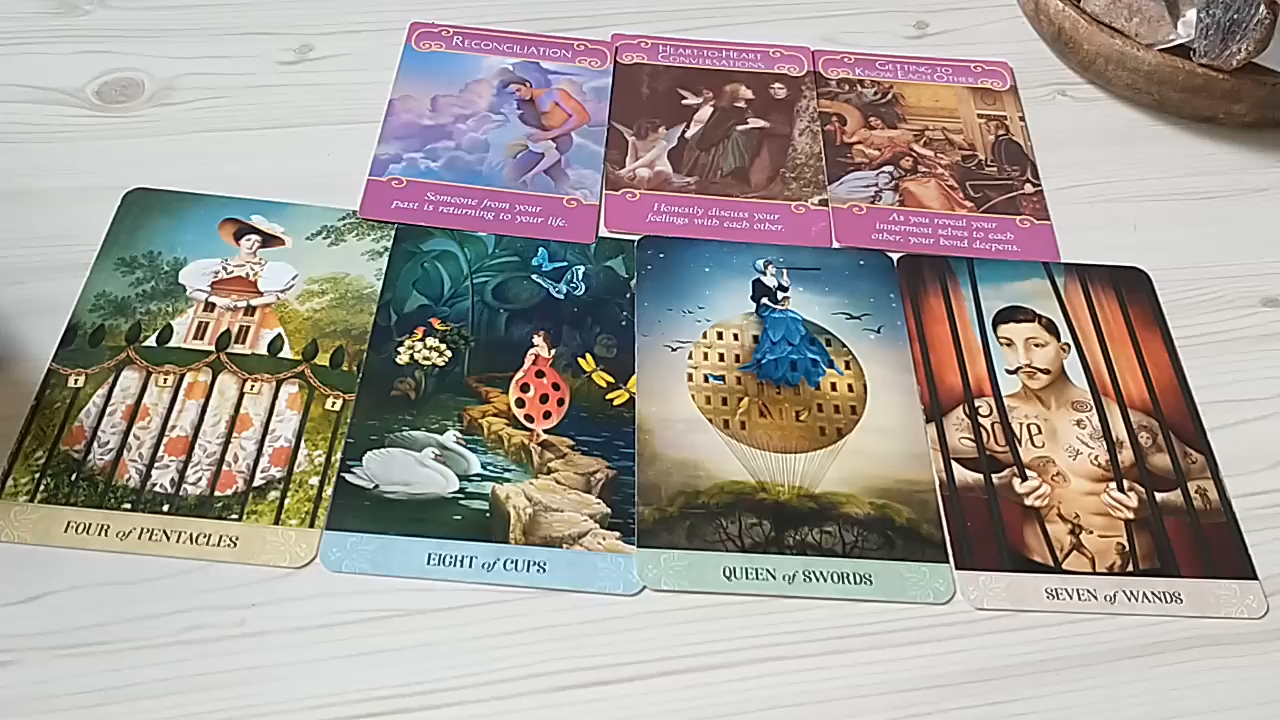 RECONCILIATION
Someone from your
past is returning to your life.
HEART-TO-HEART
CONVERSATIONS
Honestly discuss your
feelings with each other.
GETTING TO
KNOW EACH OTHER
As you reveal your
innermost selves to each
other, your bond deepens.
FOUR of PENTACLES
EIGHT of CUPS
QUEEN of SWORDS
Love
SEVEN of WANDS